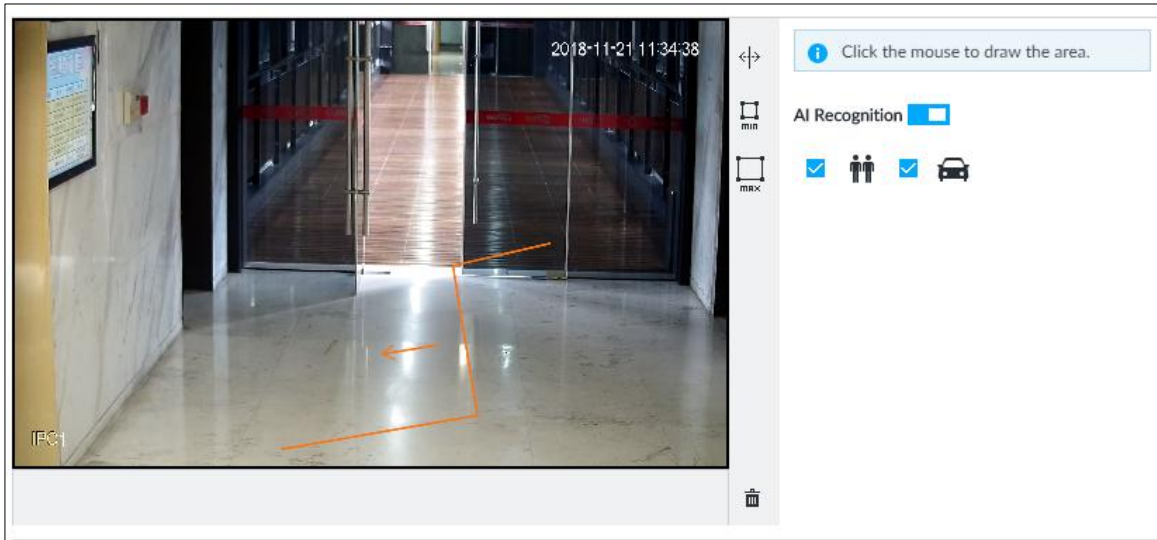 2018-11-21 11:34:38
Click the mouse to draw the area.
AI Recognition
min
max
IPC1